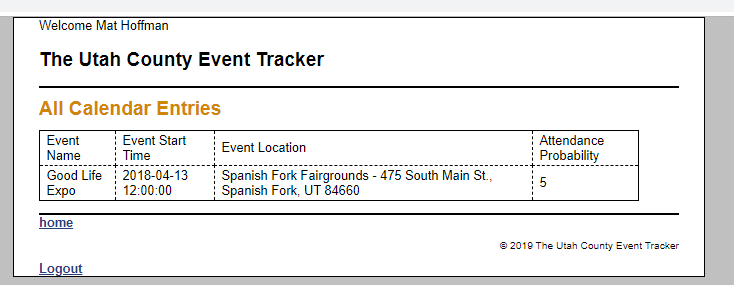 Welcome Mat Hoffman
The Utah County Event Tracker
All Calendar Entries
Event Name
Event Start Time
Event Location
Attendance Probability
Good Life Expo
2018-04-13 12:00:00
Spanish Fork Fairgrounds - 475 South Main St., Spanish Fork, UT 84660
5
home
© 2019 The Utah County Event Tracker
Logout